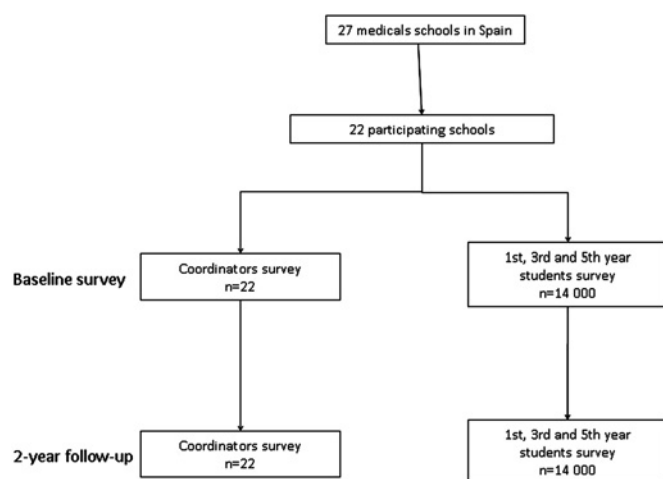 27 medicals schools in Spain
22 participating schools
Baseline survey
Coordinators survey
n=22
1st, 3rd and 5th year
students survey
n=14 000
2-year follow-up
Coordinators survey
n=22
1st, 3rd and 5th year
students survey
n=14 000